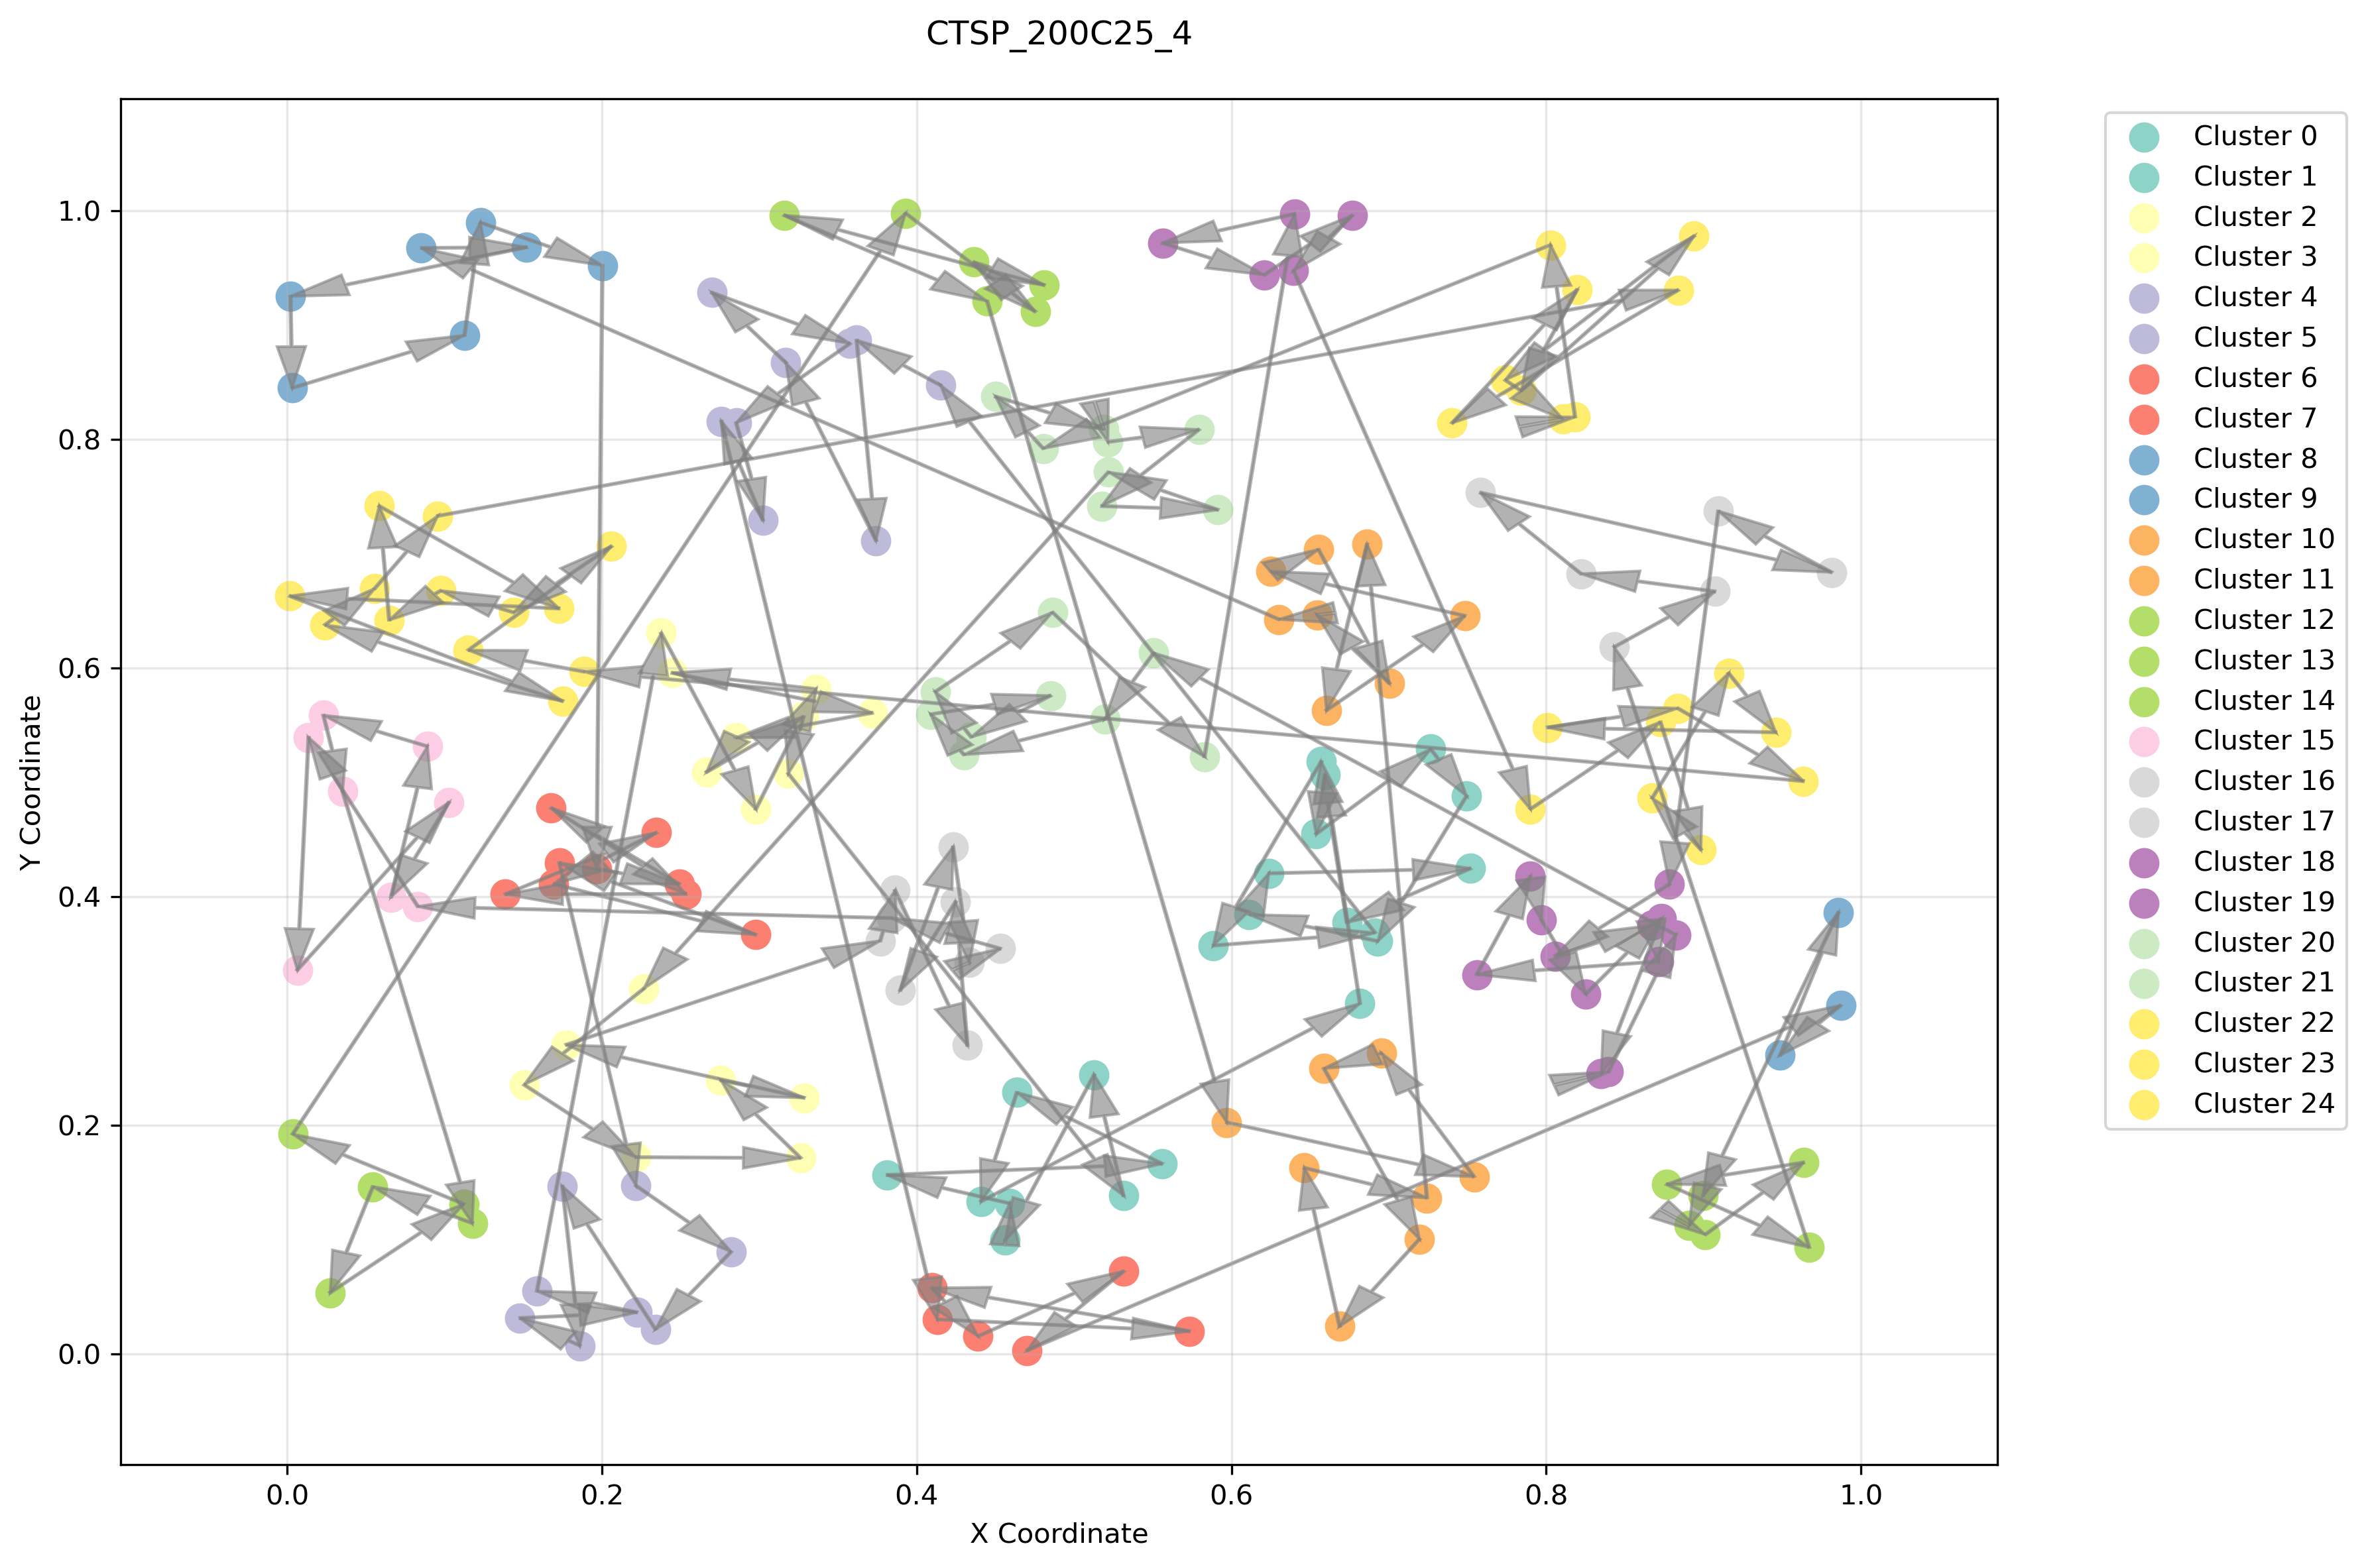 CTSP_200C25_4
1.0
0.8
0.6
0.4
0.2
0.0
Y Coordinate
0.0 0.2 0.4 0.6 0.8 1.0
X Coordinate
Cluster 0
Cluster 1
Cluster 2
Cluster 3
Cluster 4
Cluster 5
Cluster 6
Cluster 7
Cluster 8
Cluster 9
Cluster 10
Cluster 11
Cluster 12
Cluster 13
Cluster 14
Cluster 15
Cluster 16
Cluster 17
Cluster 18
Cluster 19
Cluster 20
Cluster 21
Cluster 22
Cluster 23
Cluster 24